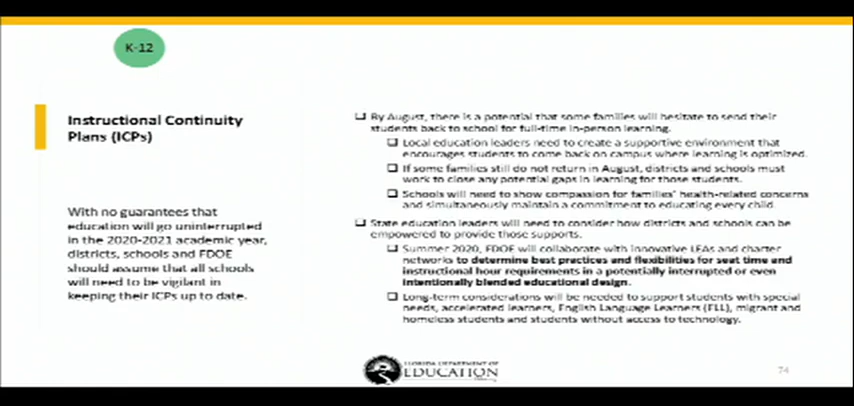 K-12
Instructional Continuity
Plans (ICPs)
With no guarantees that
education will go uninterrupted
in the 2020-2021 academic year,
districts, schools and FDOE
should assume that all schools
will need to be vigilant in
keeping their ICPs up to date.
By August, there is a potential that some families will hesitate to send their
students back to school for full-time in-person learning.
Local education leaders need to create a supportive environment that
encourages students to come back on campus where learning is optimized.
If some families still do not return in August, districts and schools must
work to close any potential gaps in learning for those students.
Schools will need to show compassion for families' health-related concerns
and simultaneously maintain a commitment to educating every child.
State education leaders will need to consider how districts and schools can be
empowered to provide those supports.
Summer 2020, FDOE will collaborate with innovative LEAs and charter
networks to determine best practices and flexibilities for seat time and
instructional hour requirements in a potentially interrupted or even
intentionally blended educational design.
Long-term considerations will be needed to support students with special
needs, accelerated learners, English Language Learners (ELL), migrant and
homeless students and students without access to technology.
FLORIDA DEPARTMENT OF
EDUCATION
74